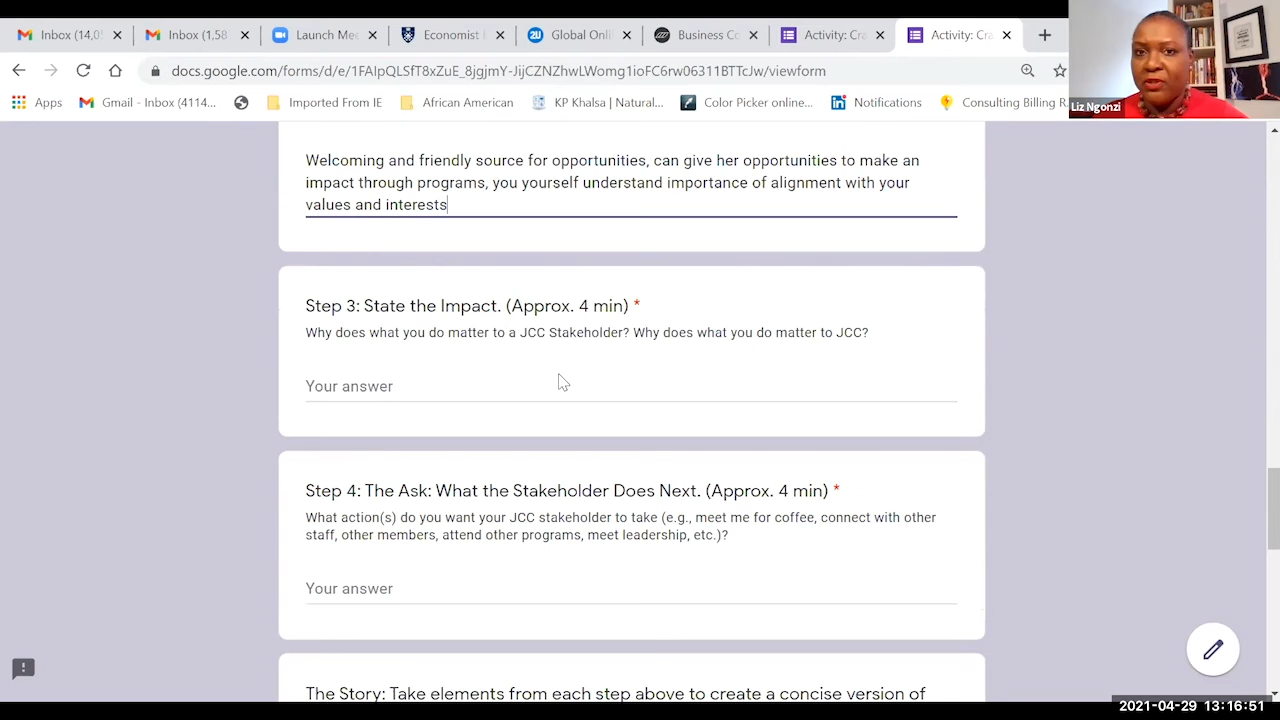 Inbox (14,0
Inbox (1.58
Launch Mee
Economist
Global Onli
Business Co
Activity: Cra
Activity: Cra
docs.google.com/forms/d/e/1FAIpQLSfT8xZuE_8jgjmY-JijCZNZhwLWomg1ioFC6rw06311BTTcJw/viewform
Apps
Gmail - Inbox (4114...
Imported From IE
African American
KP Khalsa | Natural...
Color Picker online...
Notifications
Consulting Billing R
Liz Ngonzi
Welcoming and friendly source for opportunities, can give her opportunities to make an
impact through programs, you yourself understand importance of alignment with your
values and interests
Step 3: State the Impact. (Approx. 4 min) *
Why does what you do matter to a JCC Stakeholder? Why does what you do matter to JCC?
Your answer
Step 4: The Ask: What the Stakeholder Does Next. (Approx. 4 min) *
What action(s) do you want your JCC stakeholder to take (e.g., meet me for coffee, connect with other
staff, other members, attend other programs, meet leadership, etc.)?
Your answer
The Story: Take elements from each step above to create a concise version of
2021-04-29 13:16:51